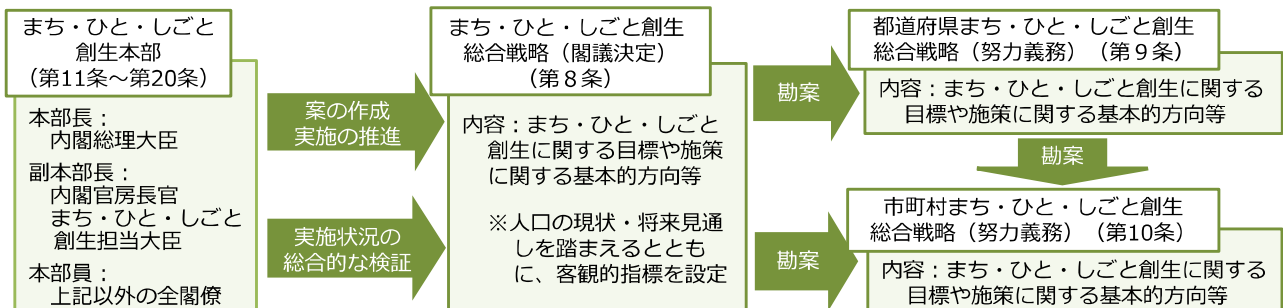 まち・ひと・しごと
創生本部
（第11条～第20条）
本部長：
内閣総理大臣
副本部長：
内閣官房長官
まち・ひと・しごと
創生担当大臣
本部員：
上記以外の全閣僚
案の作成
実施の推進
実施状況の
総合的な検証
まち・ひと・しごと創生
総合戦略（閣議決定）
（第８条）
内容：まち・ひと・しごと
創生に関する目標や施策
に関する基本的方向等
※人口の現状・将来見通
しを踏まえるととも
に、客観的指標を設定
勘案
勘案
都道府県まち・ひと・しごと創生
総合戦略（努力義務）（第９条）
内容：まち・ひと・しごと創生に関する
目標や施策に関する基本的方向等
勘案
市町村まち・ひと・しごと創生
総合戦略（努力義務）（第10条）
内容：まち・ひと・しごと創生に関する
目標や施策に関する基本的方向等